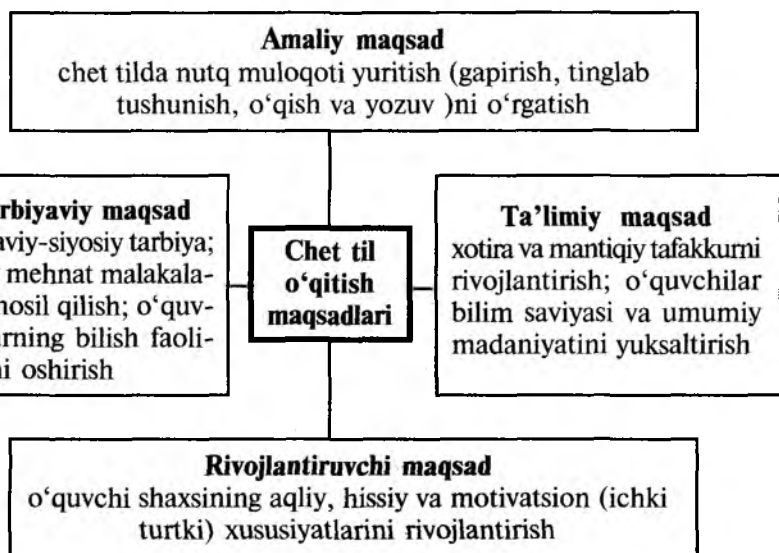 Amaliy maqsad
chet tilda nutq muloqoti yuritish (gapirish, tinglab
tushunish, o‘qish va yozuv )ni o‘rgatish
rbiyaviy maqsad
aviy-siyosiy tarbiya;
mehnat malakala-
nosil qilish; o‘quv-
rning bilish faoli-
ni oshirish
Chet til
o‘qitish
maqsadlari
Ta’limiy maqsad
xotira va mantiqiy tafakkurni
rivojlantirish; o‘quvchilar
bilim saviyasi va umumiy
madaniyatini yuksaltirish
Rivojlantiruvchi maqsad
o‘quvchi shaxsining aqliy, hissiy va motivatsion (ichki
turtki) xususiyatlarini rivojlantirish